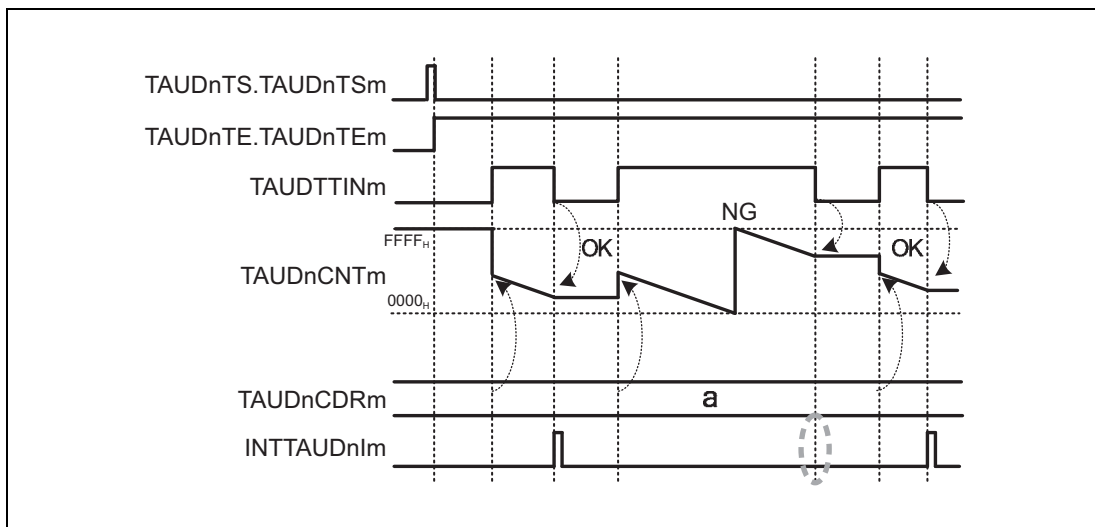 TAUDnTS.TAUDnTSm
TAUDnTE.TAUDnTEm
TAUDTTINm
NG
FFFFH
OK
OK
TAUDnCNTm
0000H
TAUDnCDRm
a
INTTAUDnIm